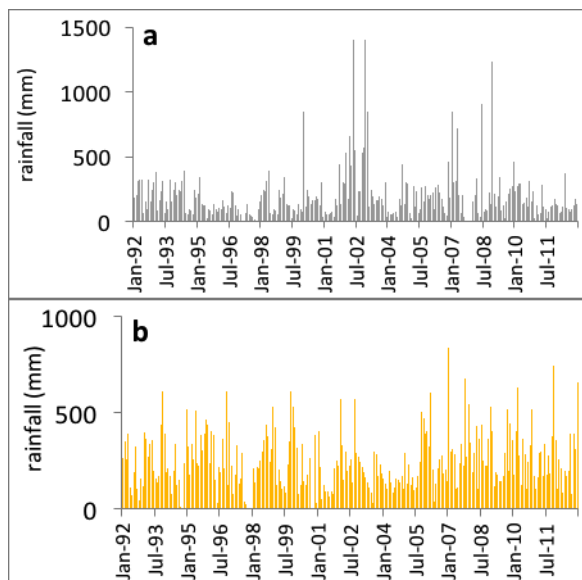 a
rainfall (mm)
1500
1000
500
0
Jan-92 Jul-93 Jan-95 Jul-96 Jan-98 Jul-99 Jan-01 Jul-02 Jan-04 Jul-05 Jan-07 Jul-08 Jan-10 Jul-11
b
rainfall (mm)
1000
500
0
Jan-92 Jul-93 Jan-95 Jul-96 Jan-98 Jul-99 Jan-01 Jul-02 Jan-04 Jul-05 Jan-07 Jul-08 Jan-10 Jul-11